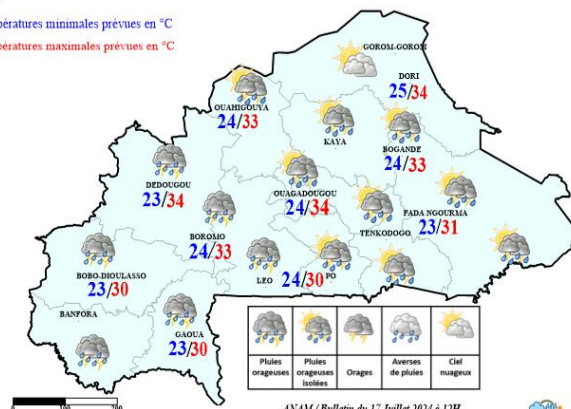 pératures minimales prévues en °C
pératures maximales prévues en °C
GOROM-GOROM
DORI
25/34
OUAHIGOUYA
24/33
KAYA
BOGANDE
24/33
DEDOUGOU
23/34
OUAGADOUGOU
24/34
FADA NGOURMA
23/31
TENKODOGO
BOROMO
24/33
BOBO-DIOULASSO
23/30
LEO
24/30
PO
BANFORA
GAOUA
23/30
Pluies orageuses
Pluies orageuses isolées
Orages
Averses de pluies
Ciel nuageux
ANAM / Bulletin du 17 Juillet 2024 à 12H
100
200